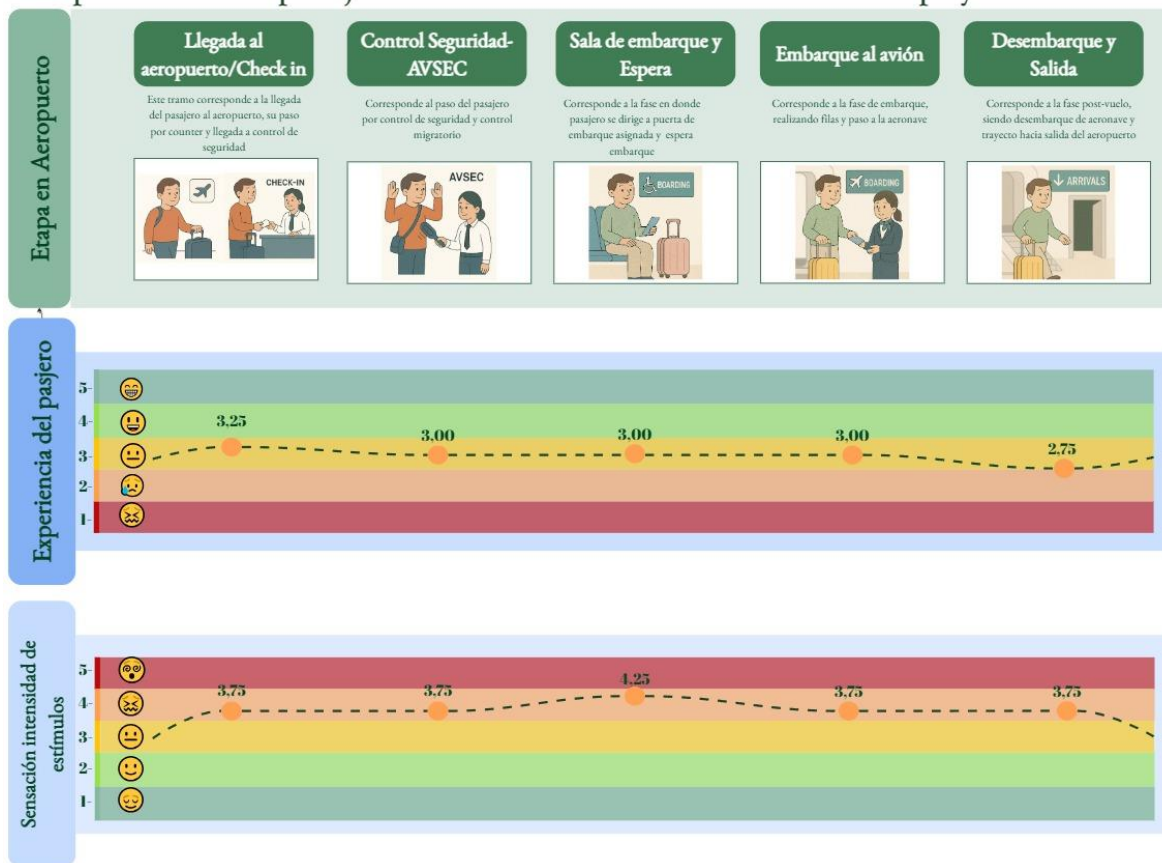 Etapa en Aeropuerto
Llegada al
aeropuerto/Check in
Este tramo corresponde a la llegada
del pasajero al aeropuerto, su paso
por counter y llegada a control de
seguridad
CHECK-IN
Control Seguridad-
AVSEC
Corresponde al paso del pasajero
por control de seguridad y control
migratorio
AVSEC
Sala de embarque y
Espera
Corresponde a la fase en donde
pasajero se dirige a puerta de
embarque asignada y espera
embarque
BOARDING
Embarque al avión
Corresponde a la fase de embarque,
realizando filas y paso a la aeronave
BOARDING
Desembarque y
Salida
Corresponde a la fase post-vuelo,
siendo desembarque de aeronave y
trayecto hacia salida del aeropuerto
ARRIVALS
Experiencia del pasjero
5-
4-
3-
2-
1-
3,25
3,00
3,00
3,00
2,75
Sensación intensidad de
estímulos
5-
4-
3-
2-
1-
3,75
3,75
4,25
3,75
3,75